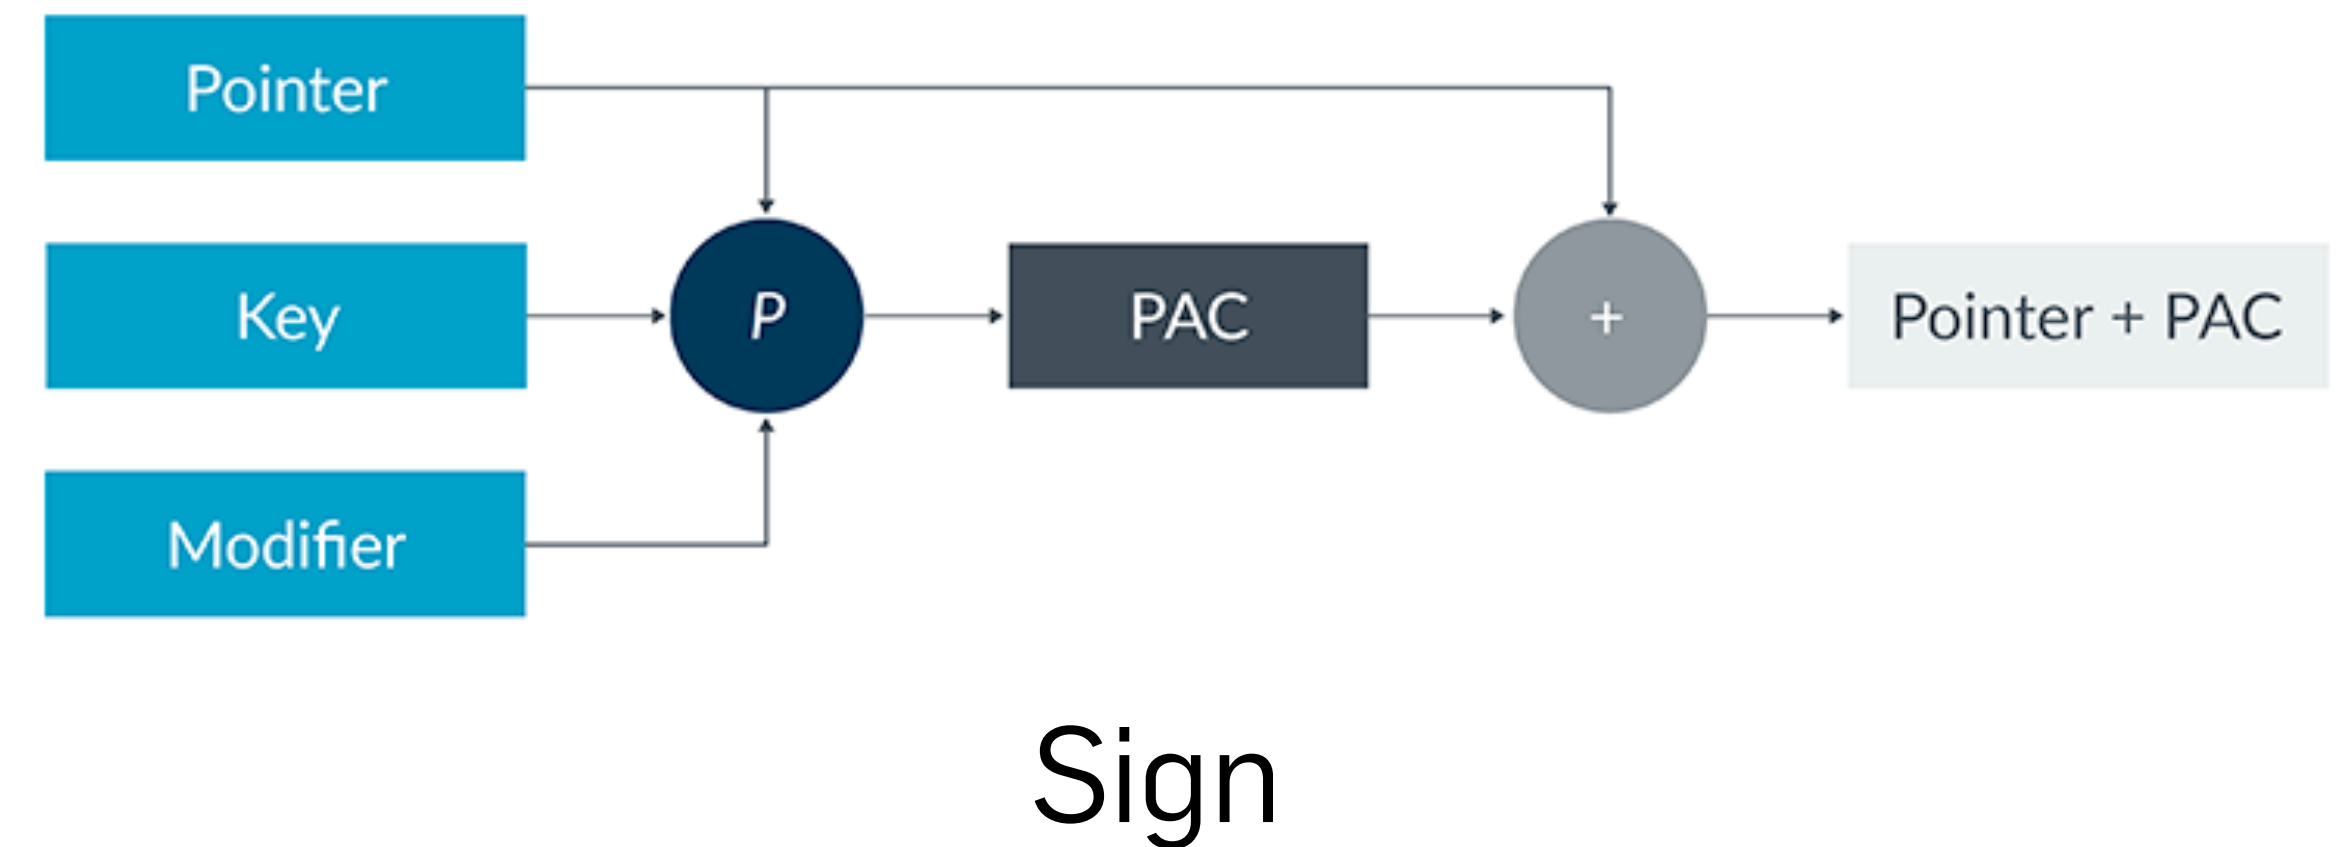 Pointer
Key
P
PAC
+
Pointer + PAC
Modifier
Sign